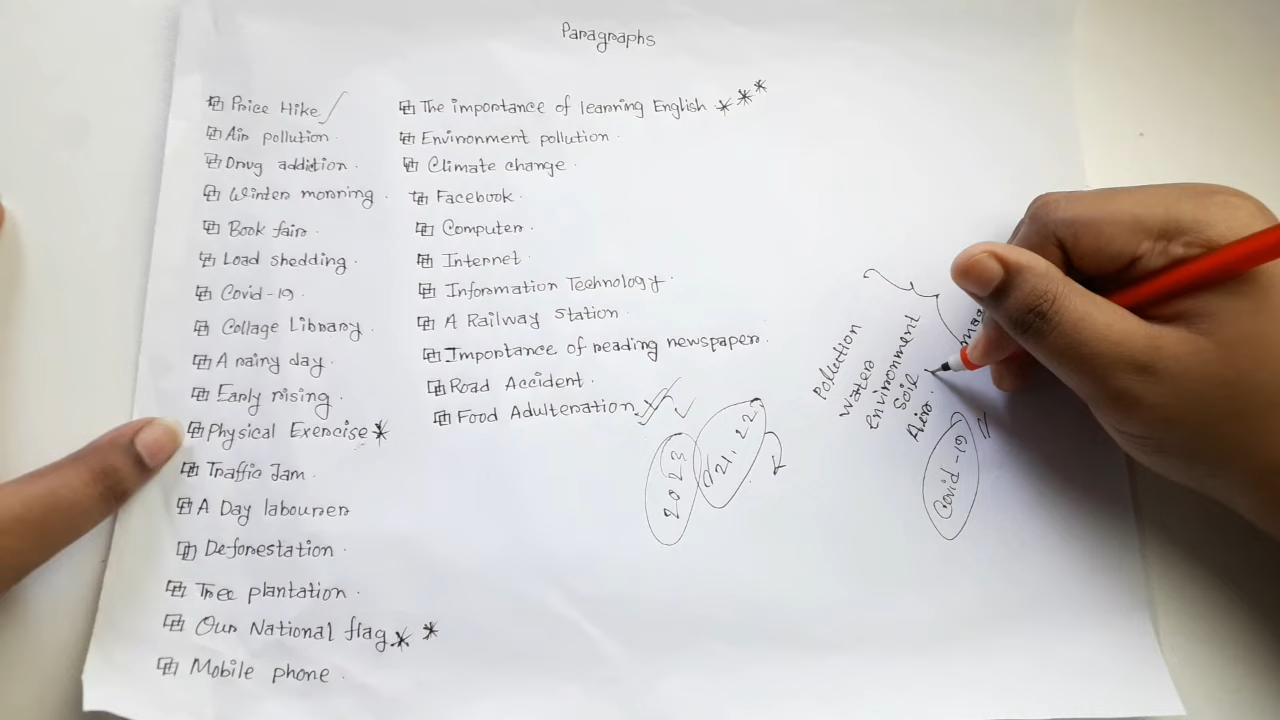 Paragraphs
Price Hike
Air pollution.
Drug addition.
Winter morning.
Book fair.
Load shedding.
Covid-19.
Collage Library.
A rainy day.
Early rising.
Physical Exercise *
Traffic Jam.
A Day labourer
Deforestation.
Tree plantation.
Our National flag * *
Mobile phone.
The importance of learning English * * *
Environment pollution.
Climate change.
Facebook.
Computer.
Internet.
Information Technology.
A Railway station.
Importance of reading newspaper.
Road Accident.
Food Adulteration
2023
21, 22
Pollution
Water
environment
Soil
Air.
Covid-19